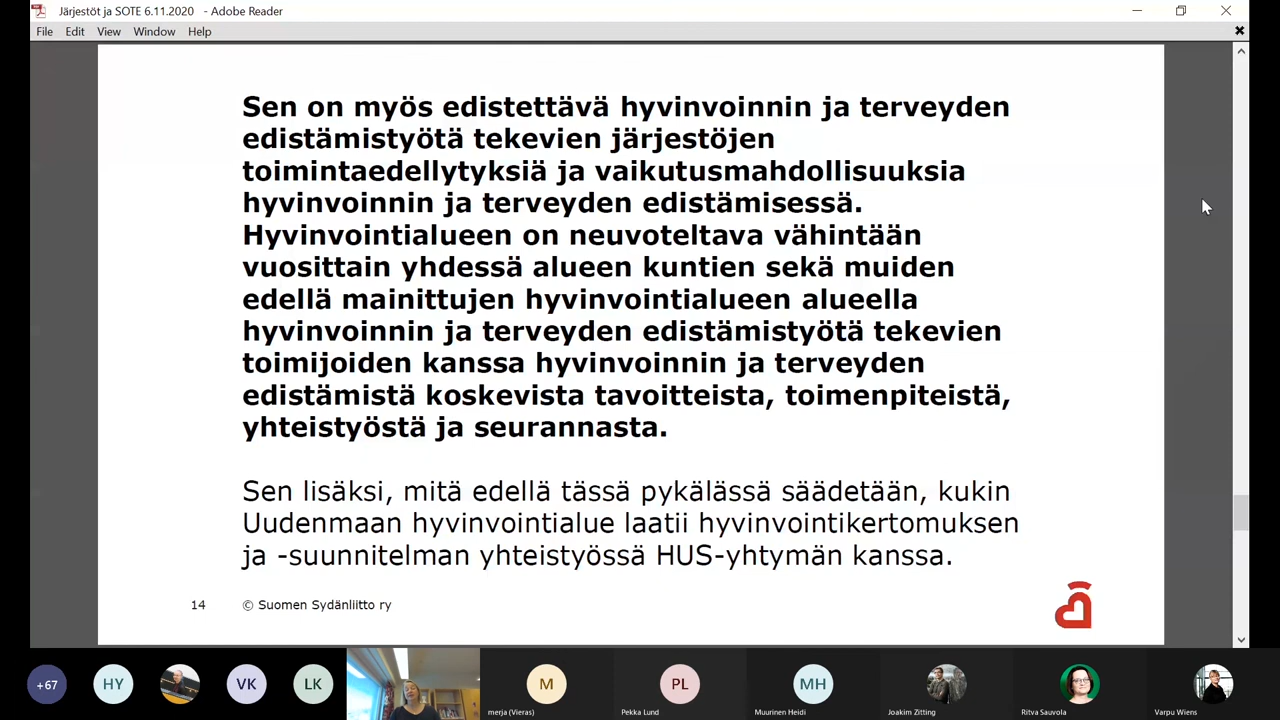 Järjestöt ja SOTE 6.11.2020 - Adobe Reader
File Edit View Window Help
Sen on myös edistettävä hyvinvoinnin ja terveyden
edistämistyötä tekevien järjestöjen
toimintaedellytyksiä ja vaikutusmahdollisuuksia
hyvinvoinnin ja terveyden edistämisessä.
Hyvinvointialueen on neuvoteltava vähintään
vuosittain yhdessä alueen kuntien sekä muiden
edellä mainittujen hyvinvointialueen alueella
hyvinvoinnin ja terveyden edistämistyötä tekevien
toimijoiden kanssa hyvinvoinnin ja terveyden
edistämistä koskevista tavoitteista, toimenpiteistä,
yhteistyöstä ja seurannasta.
Sen lisäksi, mitä edellä tässä pykälässä säädetään, kukin
Uudenmaan hyvinvointialue laatii hyvinvointikertomuksen
ja -suunnitelman yhteistyössä HUS-yhtymän kanssa.
14 © Suomen Sydänliitto ry
+67 HY VK LK M PL MH
merja (Vieras) Pekka Lund Muurinen Heidi Joakim Zitting Ritva Sauvola Varpu Wiens